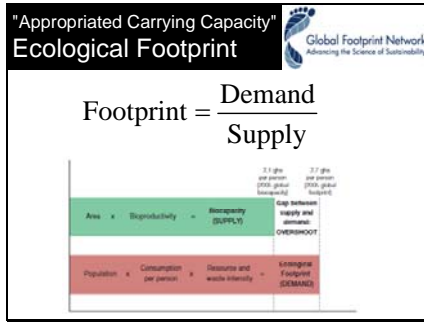 "Appropriated Carrying Capacity"
Ecological Footprint
Global Footprint Network
Advancing the Science of Sustainability
Footprint = Demand
Supply
2.1 gha 2.7 gha
per person per person
global global
biocapacity) footprint)
Area x Bioproductivity = Biocapacity
(SUPPLY)
Gap between
supply and
demand:
OVERSHOOT
Population x Consumption
per person x Resource and
waste intensity = Ecological
Footprint
(DEMAND)